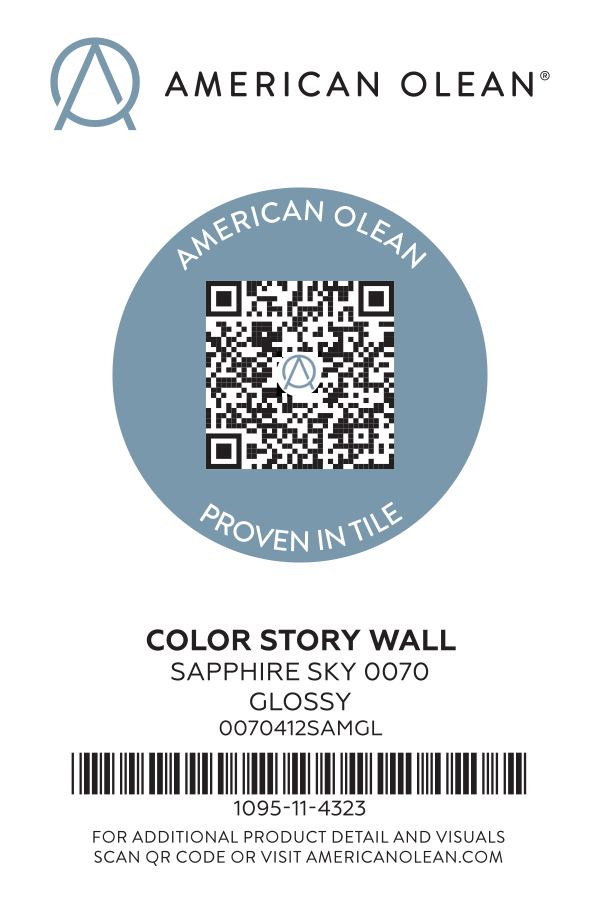 AMERICAN OLEAN®
AMERICAN OLEAN
PROVEN IN TILE
COLOR STORY WALL
SAPPHIRE SKY 0070
GLOSSY
0070412SAMGL
1095-11-4323
FOR ADDITIONAL PRODUCT DETAIL AND VISUALS
SCAN QR CODE OR VISIT AMERICANOLEAN.COM